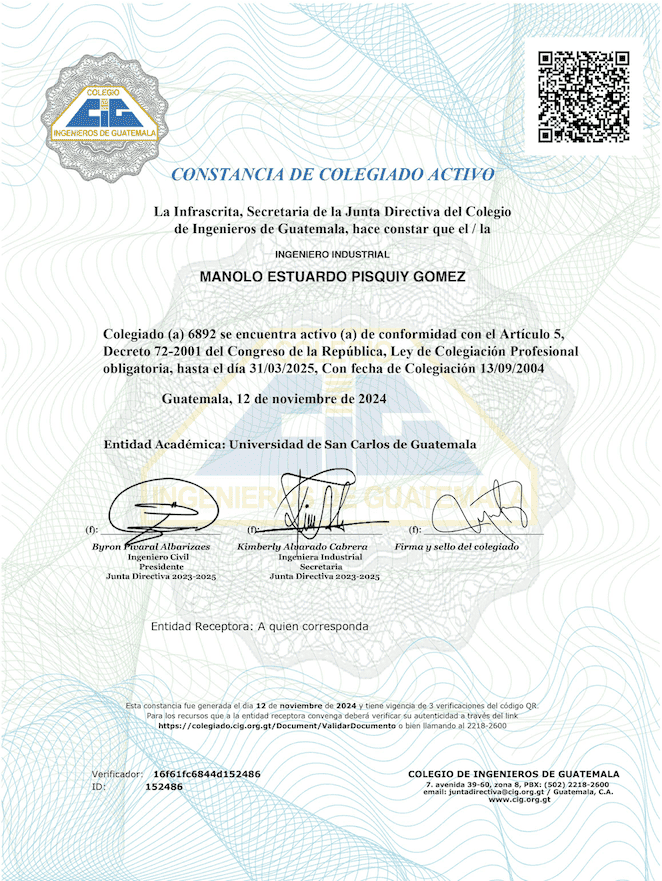 COLEGIO
CIG
INGENIEROS DE GUATEMALA
CONSTANCIA DE COLEGIADO ACTIVO
La Infrascrita, Secretaria de la Junta Directiva del Colegio
de Ingenieros de Guatemala, hace constar que el / la
INGENIERO INDUSTRIAL
MANOLO ESTUARDO PISQUIY GOMEZ
Colegiado (a) 6892 se encuentra activo (a) de conformidad con el Artículo 5,
Decreto 72-2001 del Congreso de la República, Ley de Colegiación Profesional
obligatoria, hasta el día 31/03/2025, Con fecha de Colegiación 13/09/2004
Guatemala, 12 de noviembre de 2024
Entidad Académica: Universidad de San Carlos de Guatemala
CIG
INGENIEROS DE GUATEMALA
(f): (f): (f):
Byron Pivaral Albarizaes Kimberly Alvarado Cabrera Firma y sello del colegiado
Ingeniero Civil Ingeniera Industrial
Presidente Secretaria
Junta Directiva 2023-2025 Junta Directiva 2023-2025
Entidad Receptora: A quien corresponda
Esta constancia fue generada el dia 12 de noviembre de 2024 y tiene vigencia de 3 verificaciones del código QR.
Para los recursos que a la entidad receptora convenga deberá verificar su autenticidad a través del link
https://colegiado.cig.org.gt/Document/ValidarDocumento o bien llamando al 2218-2600
Verificador: 16f61fc6844d152486
ID: 152486
COLEGIO DE INGENIEROS DE GUATEMALA
7. avenida 39-60, zona 8, PBX: (502) 2218-2600
email: juntadirectiva@cig.org.gt / Guatemala, C.A.
www.cig.org.gt